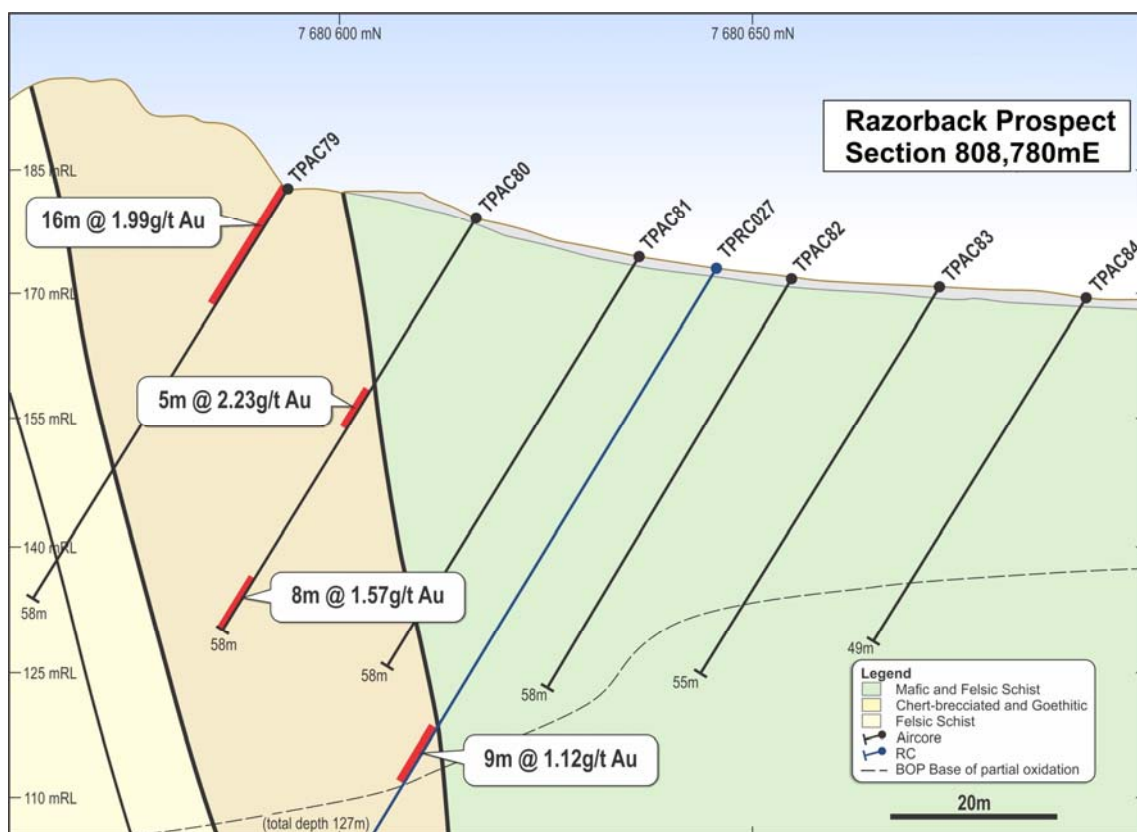 7 680 600 mN
7 680 650 mN
Razorback Prospect
Section 808,780mE
TPAC79
TPAC80
TPAC81
TPRC027
TPAC82
TPAC83
TPAC84
185 mRL
16m @ 1.99g/t Au
170 mRL
5m @ 2.23g/t Au
155 mRL
140 mRL
8m @ 1.57g/t Au
58m
58m
58m
58m
55m
49m
125 mRL
9m @ 1.12g/t Au
110 mRL
(total depth 127m)
Legend
Mafic and Felsic Schist
Chert-brecciated and Goethitic
Felsic Schist
Aircore
RC
BOP Base of partial oxidation
20m